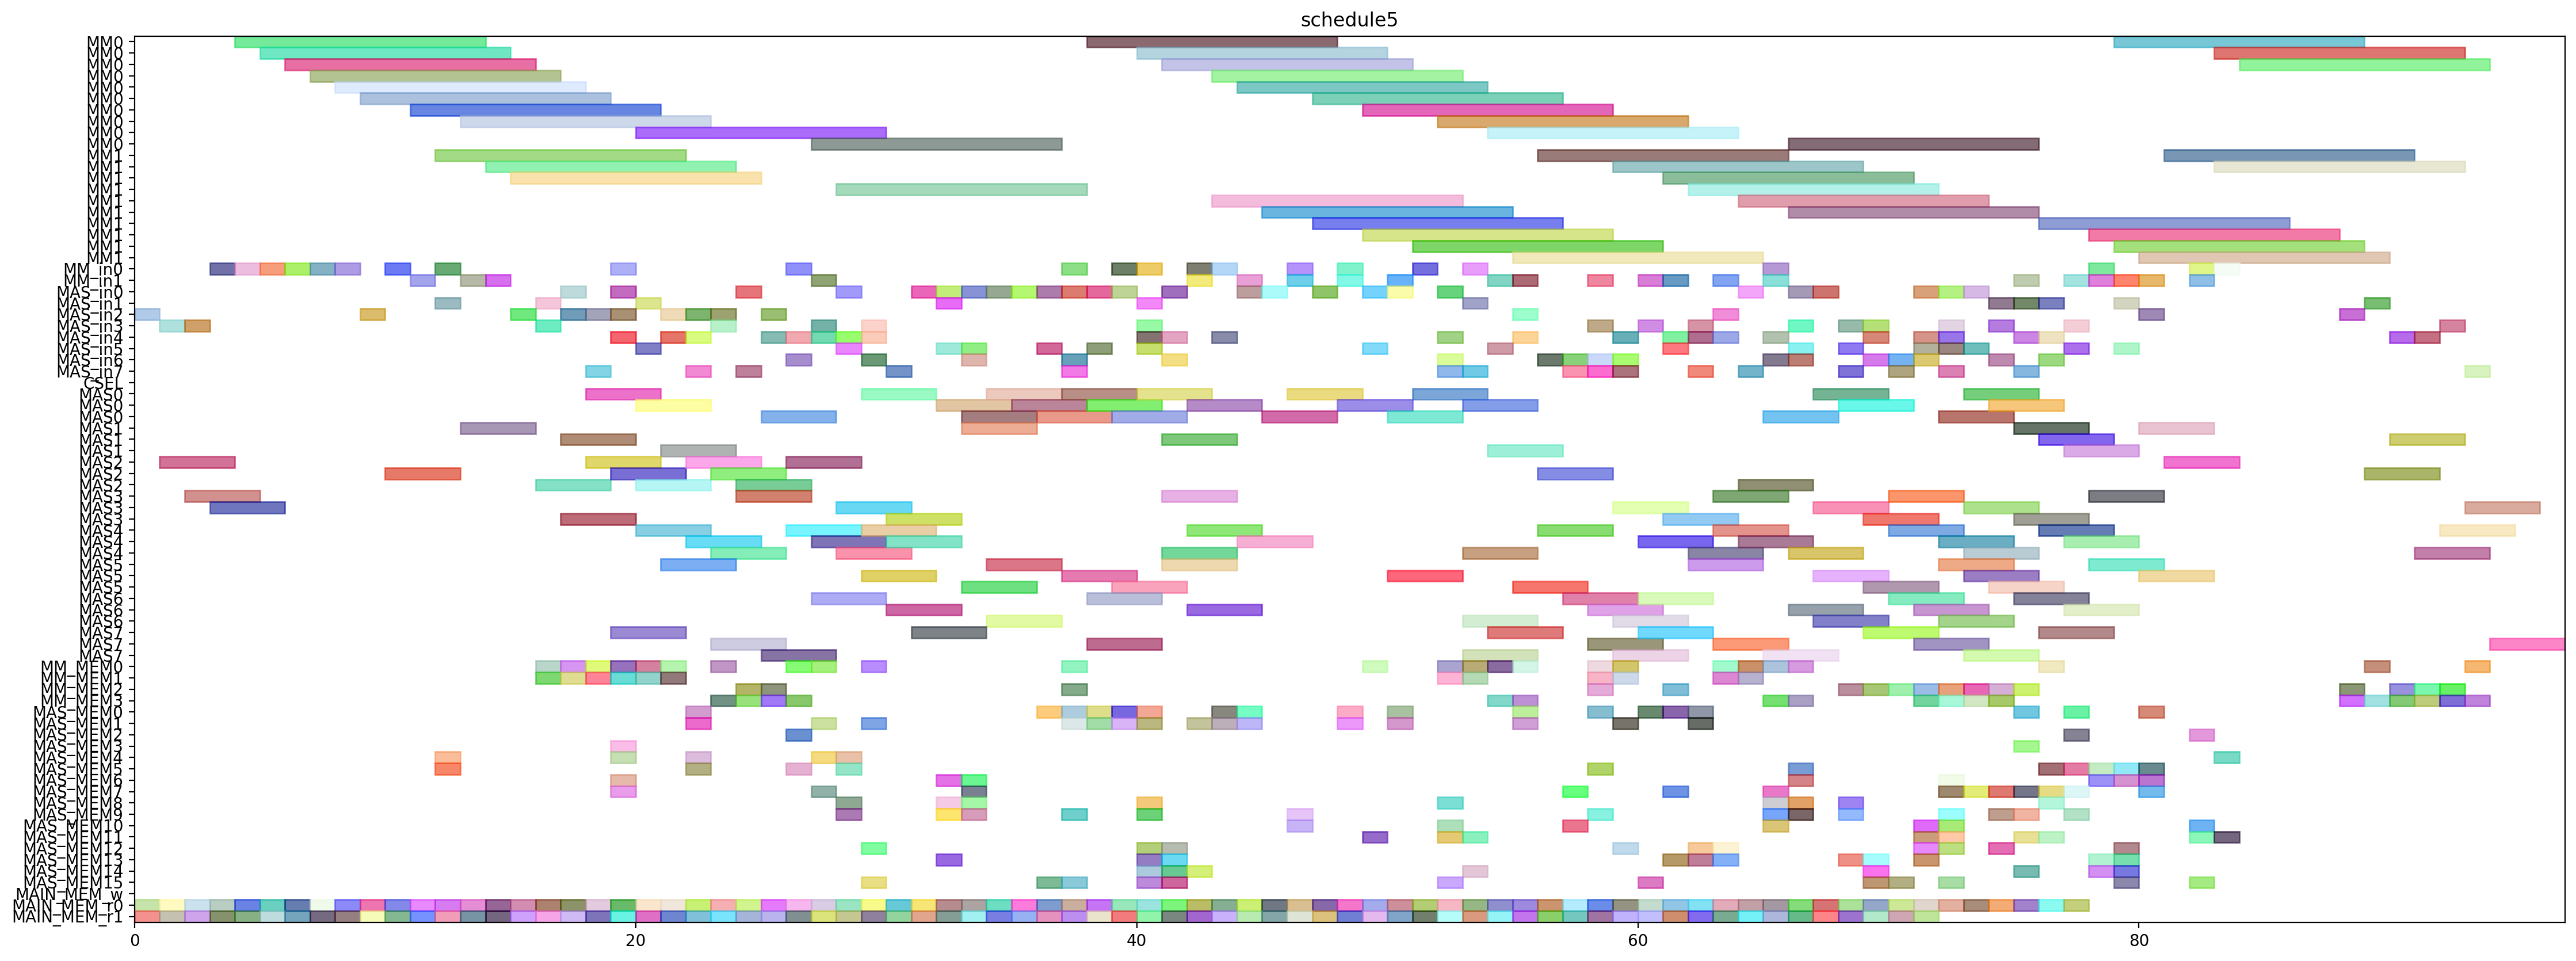 schedule5
MM0
MM0
MM0
MM0
MM0
MM0
MM0
MM0
MM0
MM0
MM1
MM1
MM1
MM1
MM1
MM1
MM1
MM1
MM1
MM1
MM_in0
MM_in1
MAS_in0
MAS_in1
MAS_in2
MAS_in3
MAS_in4
MAS_in5
MAS_in6
MAS_in7
CSEL
MAS0
MAS0
MAS0
MAS1
MAS1
MAS1
MAS2
MAS2
MAS2
MAS3
MAS3
MAS3
MAS4
MAS4
MAS4
MAS5
MAS5
MAS5
MAS6
MAS6
MAS6
MAS7
MAS7
MAS7
MM_MEM0
MM_MEM1
MM_MEM2
MM_MEM3
MAS_MEM0
MAS_MEM1
MAS_MEM2
MAS_MEM3
MAS_MEM4
MAS_MEM5
MAS_MEM6
MAS_MEM7
MAS_MEM8
MAS_MEM9
MAS_MEM10
MAS_MEM11
MAS_MEM12
MAS_MEM13
MAS_MEM14
MAS_MEM15
MAIN_MEM_w
MAIN_MEM_r0
MAIN_MEM_r1
0 20 40 60 80